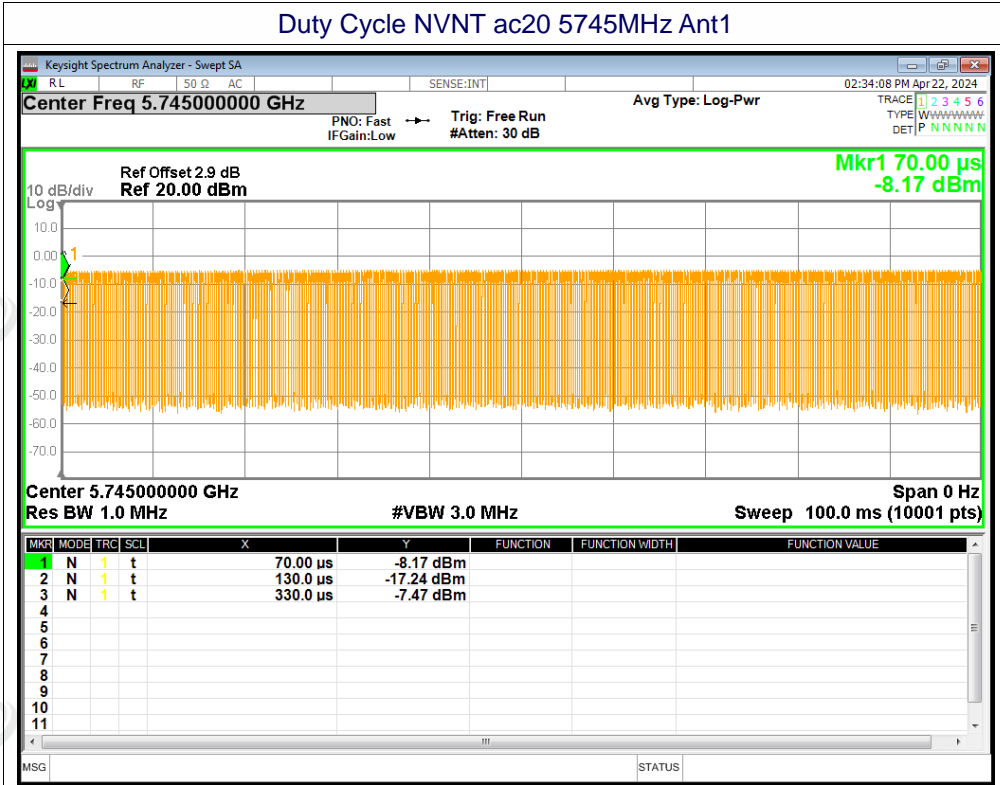 Duty Cycle NVNT ac20 5745MHz Ant1
Keysight Spectrum Analyzer - Swept SA
LXI RL RF 50 Ω AC SENSE:INT 02:34:08 PM Apr 22, 2024
Center Freq 5.745000000 GHz Avg Type: Log-Pwr TRACE 1 2 3 4 5 6
PNO: Fast Trig: Free Run TYPE WWWWWW
IFGain:Low #Atten: 30 dB DET P N N N N N
Mkr1 70.00 µs
Ref Offset 2.9 dB
10 dB/div Ref 20.00 dBm -8.17 dBm
Log
10.0
0.00 1
-10.0
-20.0
-30.0
-40.0
-50.0
-60.0
-70.0
Center 5.745000000 GHz Span 0 Hz
Res BW 1.0 MHz #VBW 3.0 MHz Sweep 100.0 ms (10001 pts)
MKR MODE TRC SCL X Y FUNCTION FUNCTION WIDTH FUNCTION VALUE
1 N 1 t 70.00 µs -8.17 dBm
2 N 1 t 130.0 µs -17.24 dBm
3 N 1 t 330.0 µs -7.47 dBm
4
5
6
7
8
9
10
11
MSG STATUS